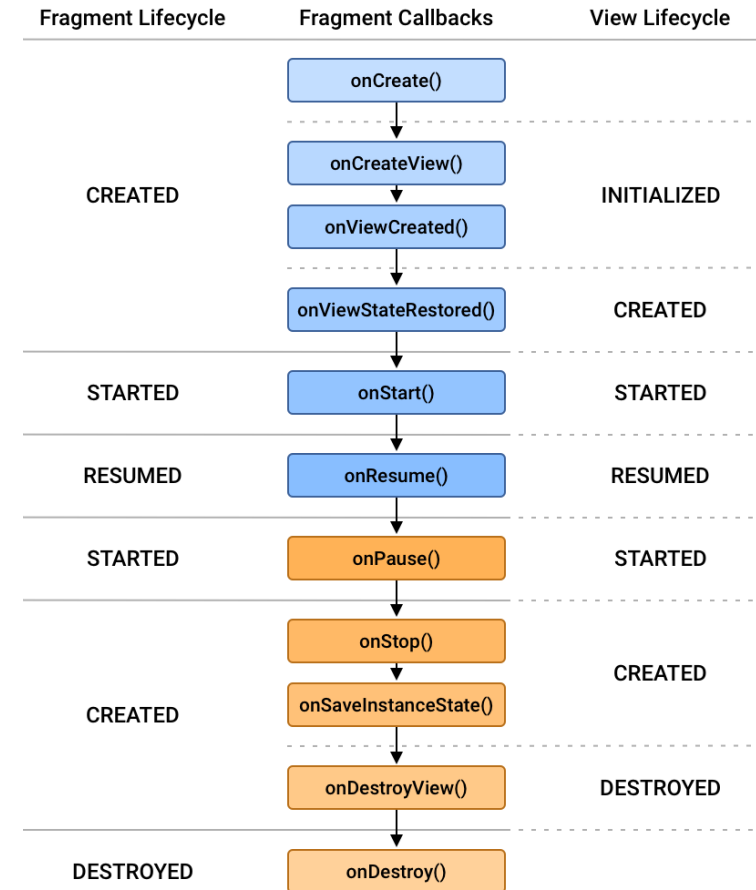 Fragment Lifecycle Fragment Callbacks View Lifecycle
onCreate()
onCreateView()
CREATED INITIALIZED
onViewCreated()
onViewStateRestored() CREATED
STARTED onStart() STARTED
RESUMED onResume() RESUMED
STARTED onPause() STARTED
onStop()
CREATED
onSaveInstanceState()
CREATED
onDestroyView() DESTROYED
DESTROYED onDestroy()